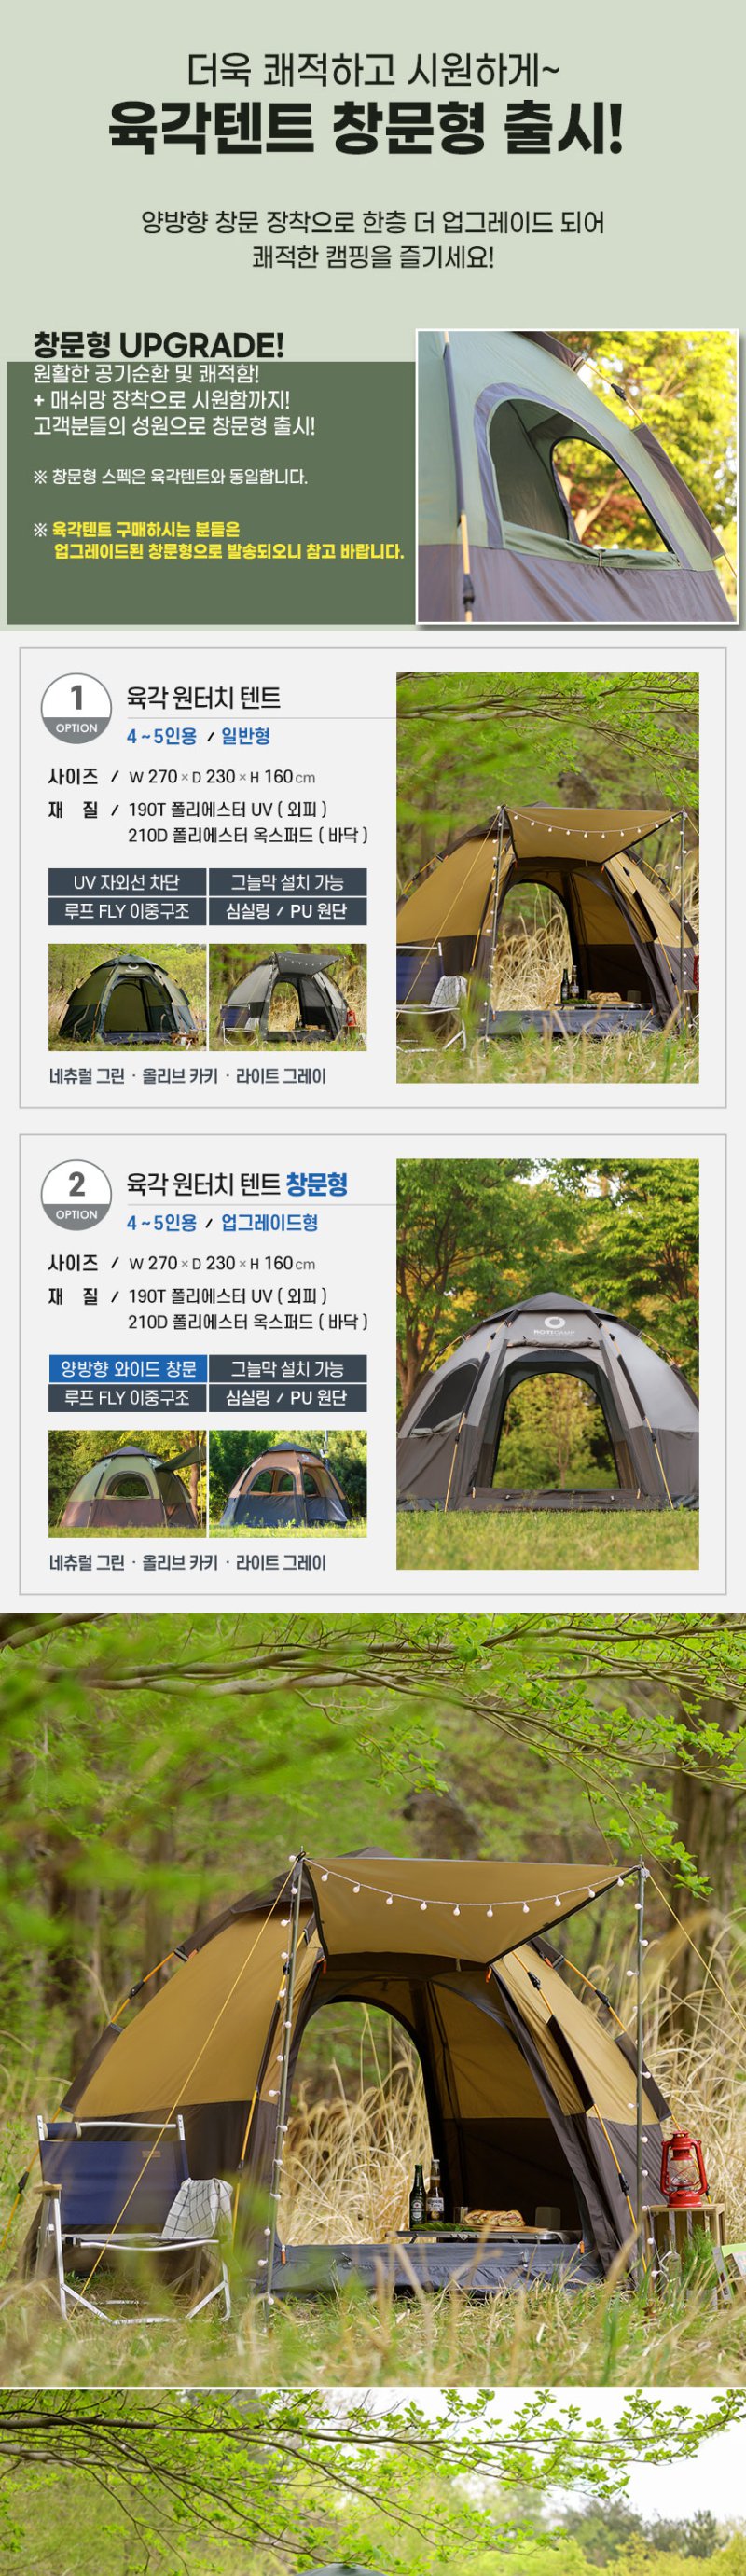 더욱 쾌적하고 시원하게~
육각텐트 창문형 출시!
양방향 창문 장착으로 한층 더 업그레이드 되어
쾌적한 캠핑을 즐기세요!
창문형 UPGRADE!
원활한 공기순환 및 쾌적함!
+ 매쉬망 장착으로 시원함까지!
고객분들의 성원으로 창문형 출시!
※ 창문형 스펙은 육각텐트와 동일합니다.
※ 육각텐트 구매하시는 분들은
업그레이드된 창문형으로 발송되오니 참고 바랍니다.
1
OPTION
육각 원터치 텐트
4 ~ 5인용 / 일반형
사이즈 / W 270 × D 230 × H 160 cm
재 질 / 190T 폴리에스터 UV ( 외피 )
210D 폴리에스터 옥스퍼드 ( 바닥 )
UV 자외선 차단
그늘막 설치 가능
루프 FLY 이중구조
심실링 / PU 원단
네츄럴 그린 · 올리브 카키 · 라이트 그레이
2
OPTION
육각 원터치 텐트 창문형
4 ~ 5인용 / 업그레이드형
사이즈 / W 270 × D 230 × H 160 cm
재 질 / 190T 폴리에스터 UV ( 외피 )
210D 폴리에스터 옥스퍼드 ( 바닥 )
양방향 와이드 창문
그늘막 설치 가능
루프 FLY 이중구조
심실링 / PU 원단
ROTICAMP
네츄럴 그린 · 올리브 카키 · 라이트 그레이